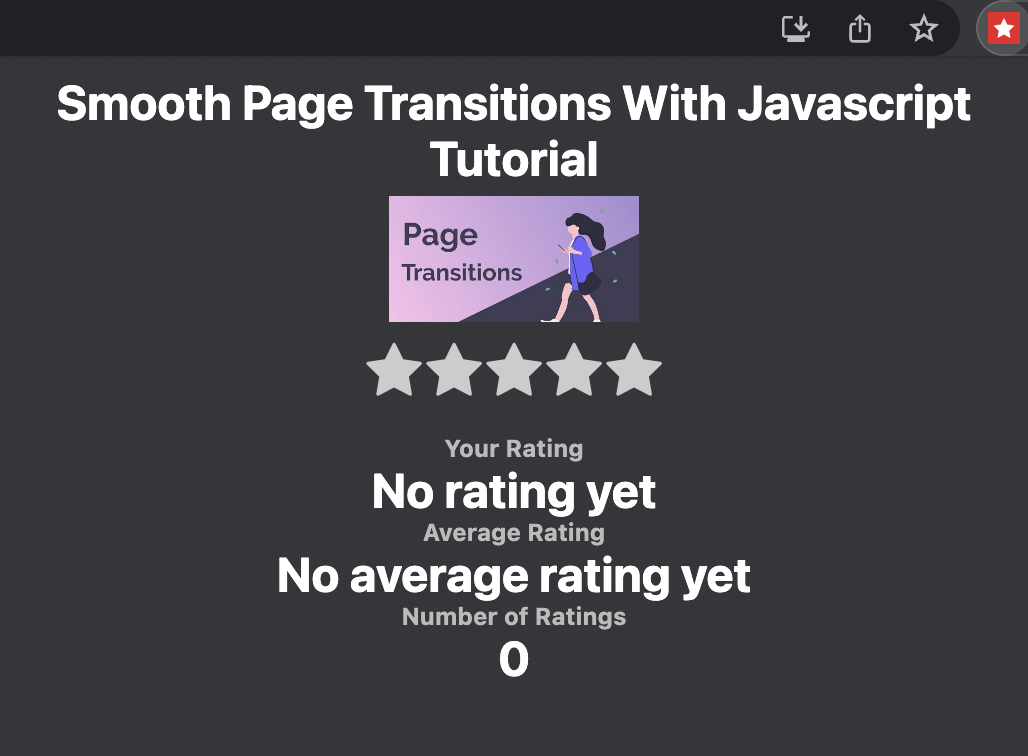 Smooth Page Transitions With Javascript
Tutorial
Page
Transitions
Your Rating
No rating yet
Average Rating
No average rating yet
Number of Ratings
0